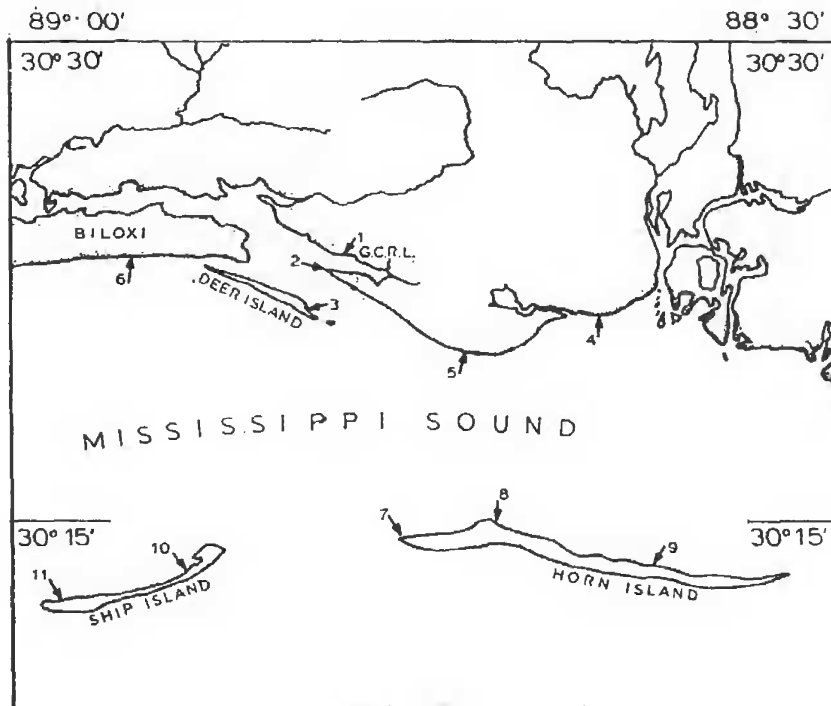 89° 00' 88° 30'
30° 30' 30° 30'
1
G.C.R.L.
BILOXI
2
6
DEER ISLAND
3
4
5
MISSISSIPPI SOUND
8
7
30° 15' 30° 15'
10
9
11
HORN ISLAND
SHIP ISLAND